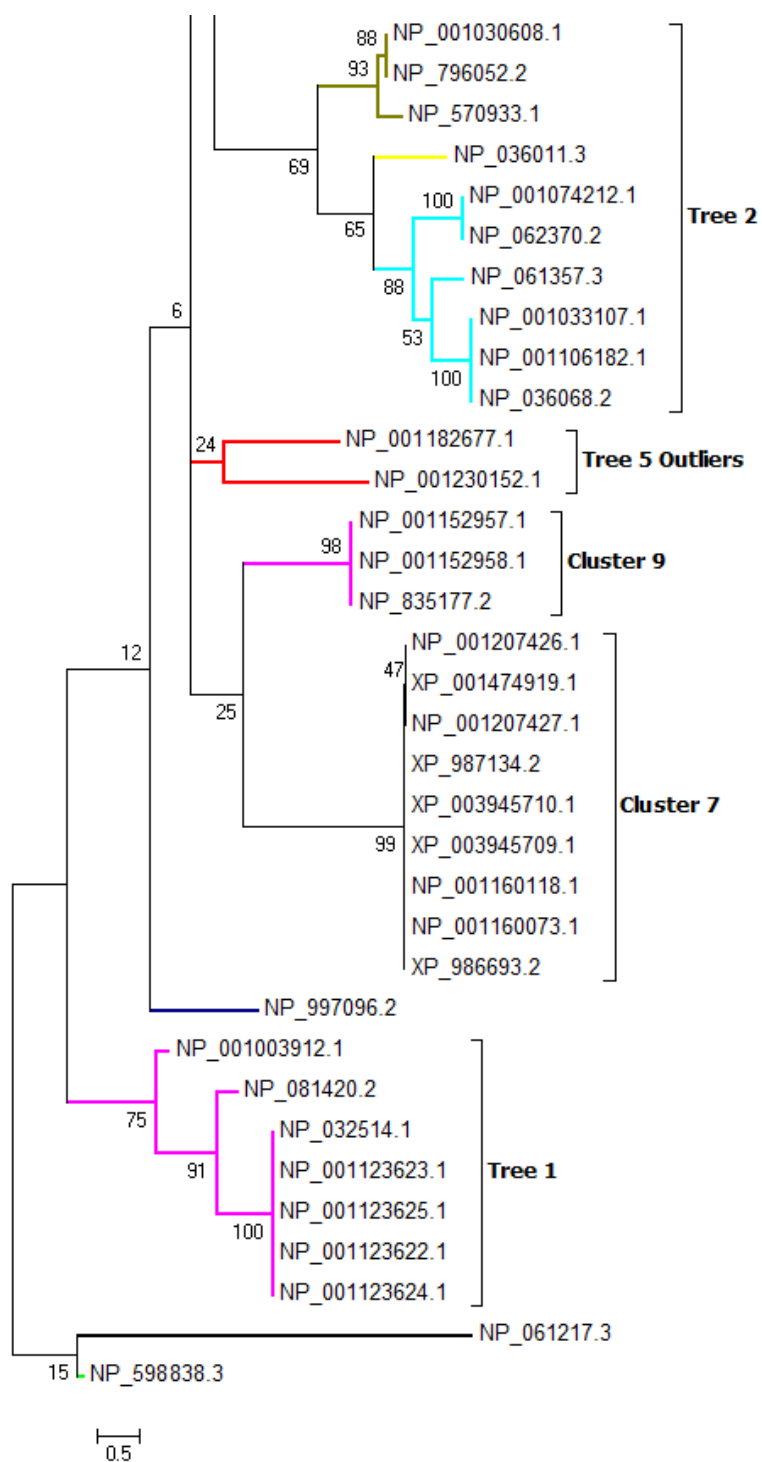 88
NP_001030608.1
NP_796052.2
93
NP_570933.1
NP_036011.3
69
NP_001074212.1
100
Tree 2
65
NP_062370.2
NP_061357.3
88
NP_001033107.1
6
53
NP_001106182.1
100
NP_036068.2
NP_001182677.1
24
Tree 5 Outliers
NP_001230152.1
NP_001152957.1
98
NP_001152958.1
Cluster 9
NP_835177.2
NP_001207426.1
12
47
XP_001474919.1
25
NP_001207427.1
XP_987134.2
XP_003945710.1
Cluster 7
99
XP_003945709.1
NP_001160118.1
NP_001160073.1
XP_986693.2
NP_997096.2
NP_001003912.1
NP_081420.2
75
NP_032514.1
91
NP_001123623.1
Tree 1
NP_001123625.1
100
NP_001123622.1
NP_001123624.1
NP_061217.3
15
NP_598838.3
0.5